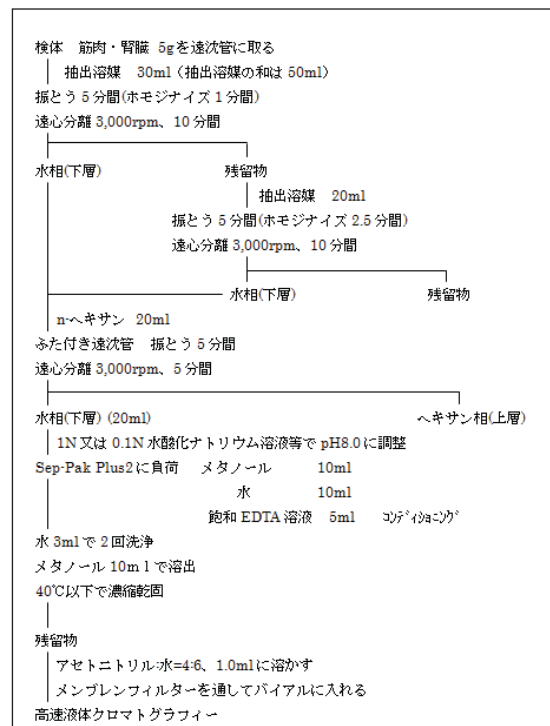 検体　筋肉・腎臓　5gを遠沈管に取る
抽出溶媒　30ml（抽出溶媒の和は 50ml）
振とう 5 分間(ホモジナイズ 1 分間)
遠心分離 3,000rpm、10 分間
水相(下層)　残留物
抽出溶媒　20ml
振とう 5 分間(ホモジナイズ 2.5 分間)
遠心分離 3,000rpm、10 分間
水相(下層)　残留物
n-ヘキサン　20ml
ふた付き遠沈管　振とう 5 分間
遠心分離 3,000rpm、5 分間
水相(下層) (20ml)　ヘキサン相(上層)
1N 又は 0.1N 水酸化ナトリウム溶液等で pH8.0 に調整
Sep-Pak Plus2 に負荷　メタノール　10ml
水　10ml
飽和 EDTA 溶液　5ml　ｺﾝﾃﾞｨｼｮﾆﾝｸﾞ
水 3ml で 2 回洗浄
メタノール 10ｍｌで溶出
40℃以下で濃縮乾固
残留物
アセトニトリル:水=4:6、1.0ml に溶かす
メンブレンフィルターを通してバイアルに入れる
高速液体クロマトグラフィー